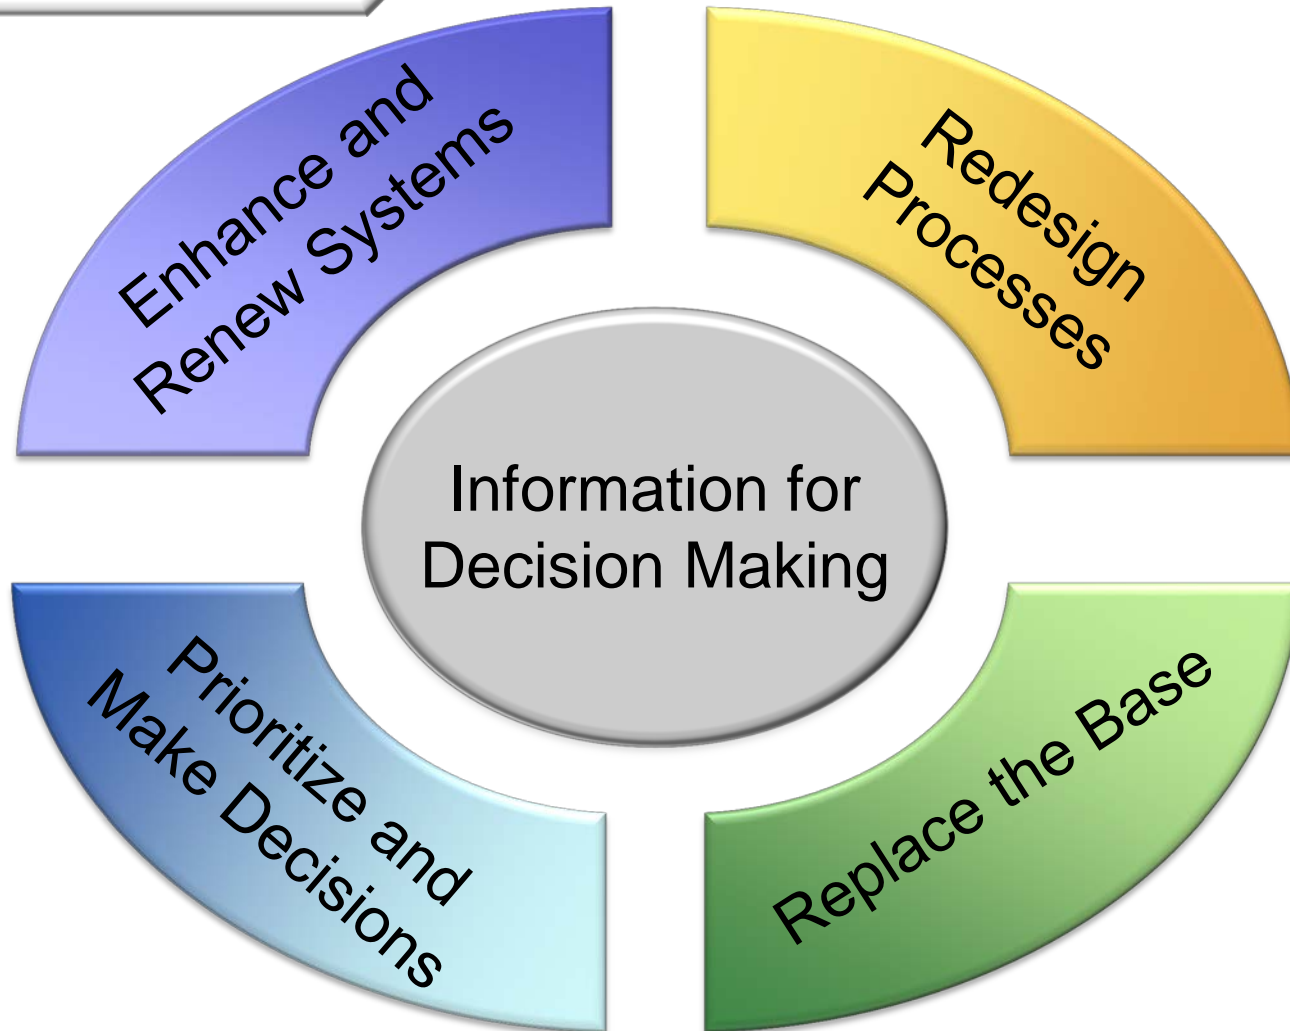 Enhance and
Renew Systems
Redesign
Processes
Information for
Decision Making
Prioritize and
Make Decisions
Replace the Base